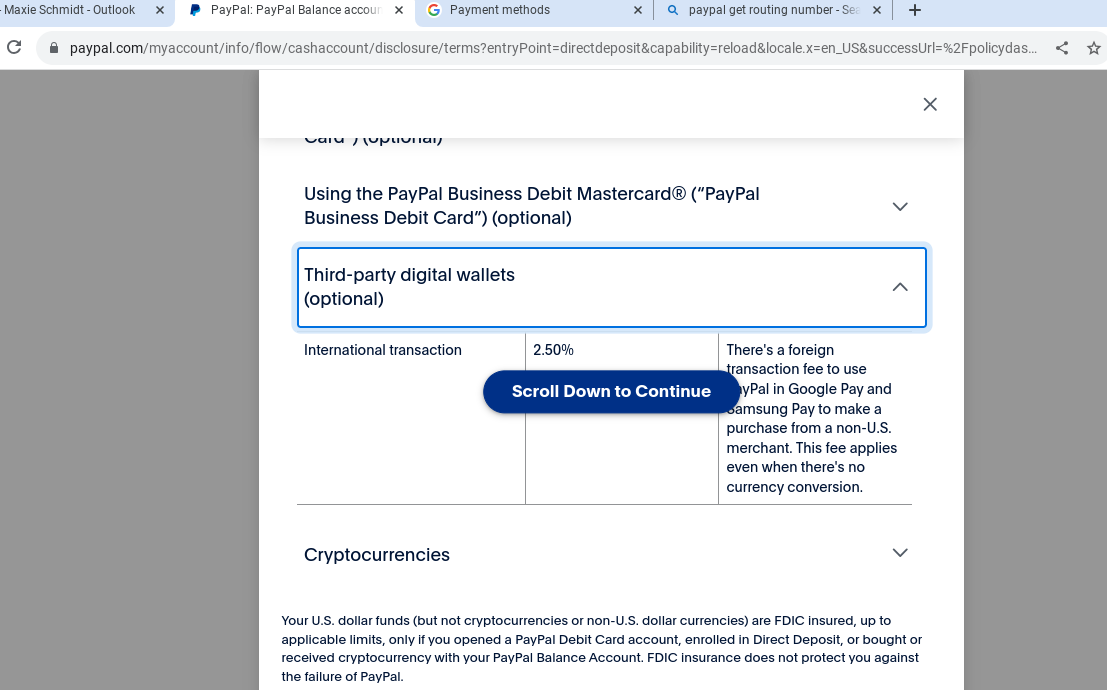 Maxie Schmidt - Outlook
PayPal: PayPal Balance accou
Payment methods
paypal get routing number - Sea
paypal.com/myaccount/info/flow/cashaccount/disclosure/terms?entryPoint=directdeposit&capability=reload&locale.x=en_US&successUrl=%2Fpolicydas...
Card") (optional)
Using the PayPal Business Debit Mastercard® (“PayPal
Business Debit Card”) (optional)
Third-party digital wallets
(optional)
International transaction
2.50%
There's a foreign
transaction fee to use
PayPal in Google Pay and
Samsung Pay to make a
purchase from a non-U.S.
merchant. This fee applies
even when there's no
currency conversion.
Scroll Down to Continue
Cryptocurrencies
Your U.S. dollar funds (but not cryptocurrencies or non-U.S. dollar currencies) are FDIC insured, up to
applicable limits, only if you opened a PayPal Debit Card account, enrolled in Direct Deposit, or bought or
received cryptocurrency with your PayPal Balance Account. FDIC insurance does not protect you against
the failure of PayPal.